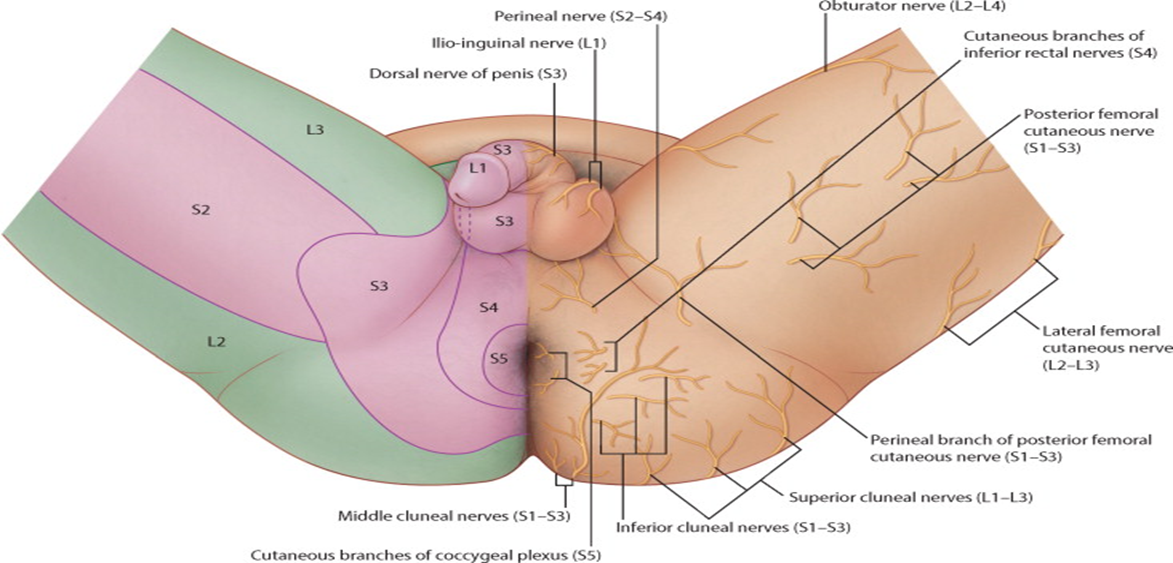 Perineal nerve (S2–S4)
Obturator nerve (L2–L4)
Ilio-inguinal nerve (L1)
Cutaneous branches of
inferior rectal nerves (S4)
Dorsal nerve of penis (S3)
Posterior femoral
cutaneous nerve
(S1–S3)
L3
S3
L1
S2
S3
S3
S4
L2
S5
Lateral femoral
cutaneous nerve
(L2–L3)
Perineal branch of posterior femoral
cutaneous nerve (S1–S3)
Superior cluneal nerves (L1–L3)
Middle cluneal nerves (S1–S3)
Inferior cluneal nerves (S1–S3)
Cutaneous branches of coccygeal plexus (S5)